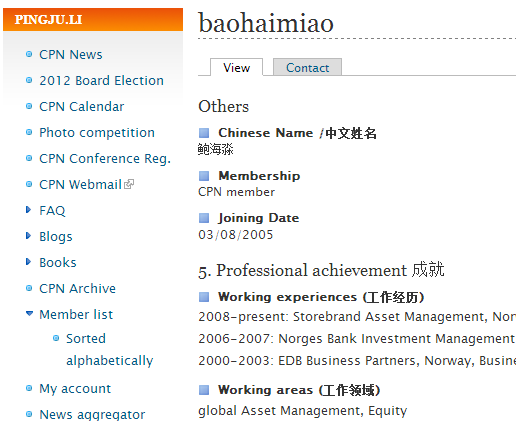 PINGJU.LI
CPN News
2012 Board Election
CPN Calendar
Photo competition
CPN Conference Reg.
CPN Webmail
FAQ
Blogs
Books
CPN Archive
Member list
Sorted
alphabetically
My account
News aggregator
baohaimiao
View
Contact
Others
Chinese Name /中文姓名
鲍海淼
Membership
CPN member
Joining Date
03/08/2005
5. Professional achievement 成就
Working experiences (工作经历)
2008-present: Storebrand Asset Management, Nor
2006-2007: Norges Bank Investment Management
2000-2003: EDB Business Partners, Norway, Busine
Working areas (工作领域)
global Asset Management, Equity